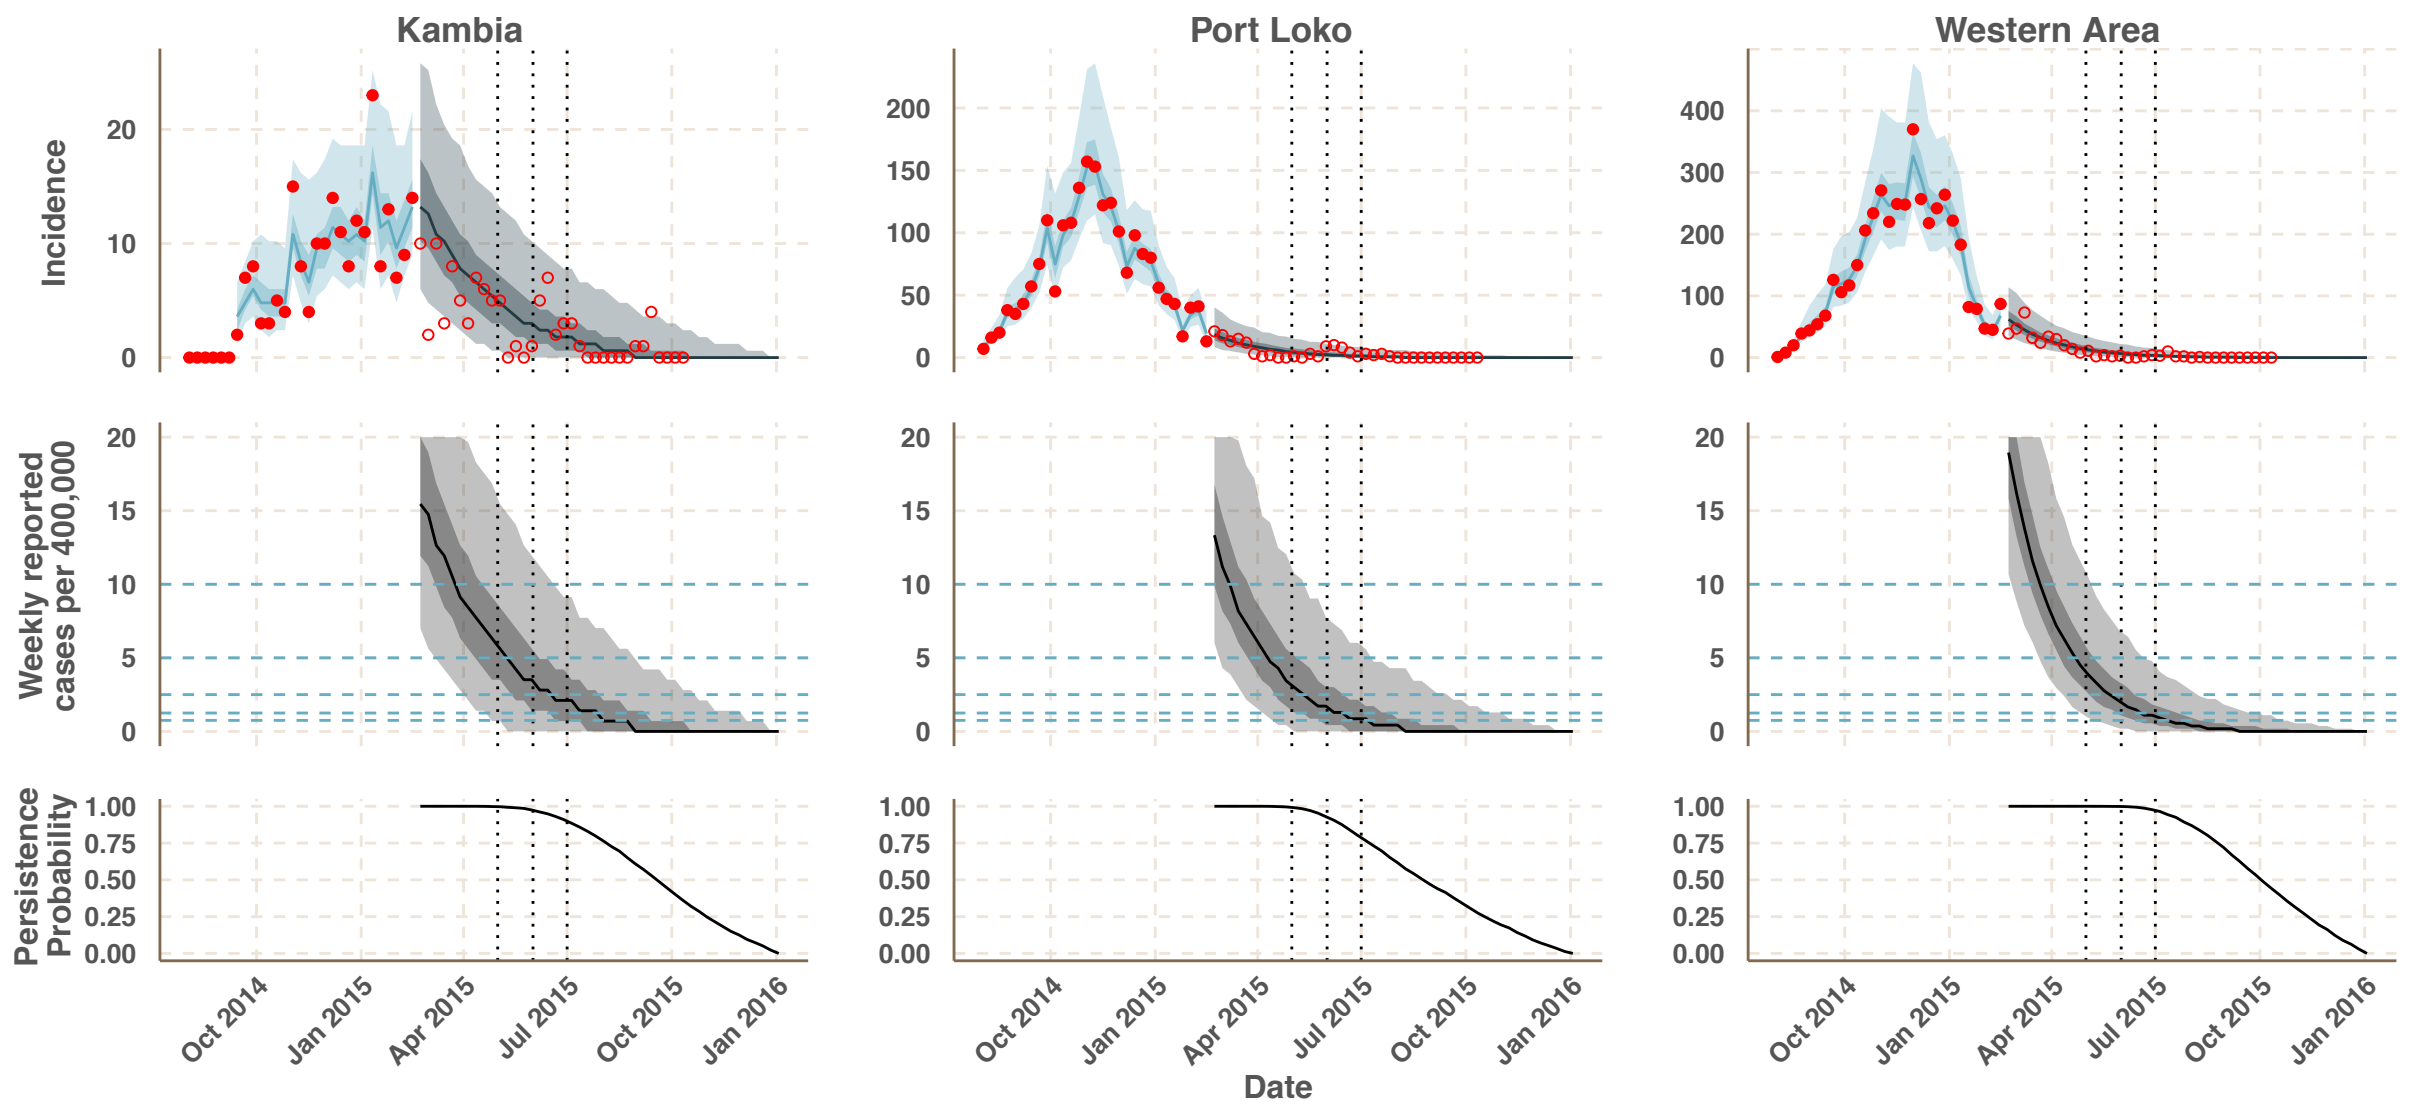 Kambia
Port Loko
Western Area
Incidence
20
10
0
200
150
100
50
0
400
300
200
100
0
Weekly reported
cases per 400,000
20
15
10
5
0
20
15
10
5
0
20
15
10
5
0
Persistence
Probability
1.00
0.75
0.50
0.25
0.00
1.00
0.75
0.50
0.25
0.00
1.00
0.75
0.50
0.25
0.00
Oct 2014
Jan 2015
Apr 2015
Jul 2015
Oct 2015
Jan 2016
Oct 2014
Jan 2015
Apr 2015
Jul 2015
Oct 2015
Jan 2016
Oct 2014
Jan 2015
Apr 2015
Jul 2015
Oct 2015
Jan 2016
Date